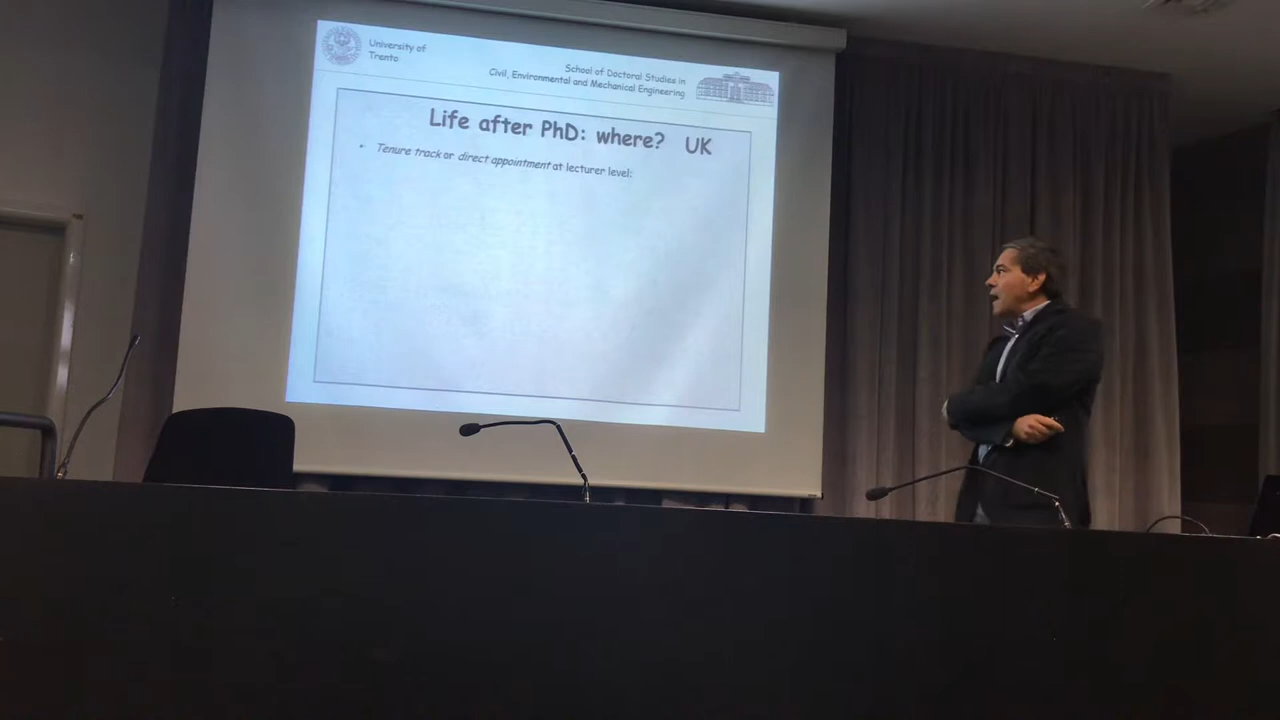 University of
Trento
School of Doctoral Studies in
Civil, Environmental and Mechanical Engineering
Life after PhD: where? UK
• Tenure track or direct appointment at lecturer level: